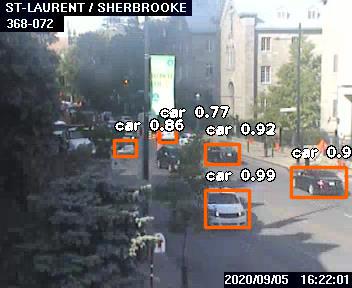 ST-LAURENT / SHERBROOKE
368-072
car 0.77
car 0.86
car 0.92
car 0.9
car 0.99
2020/09/05 16:22:01